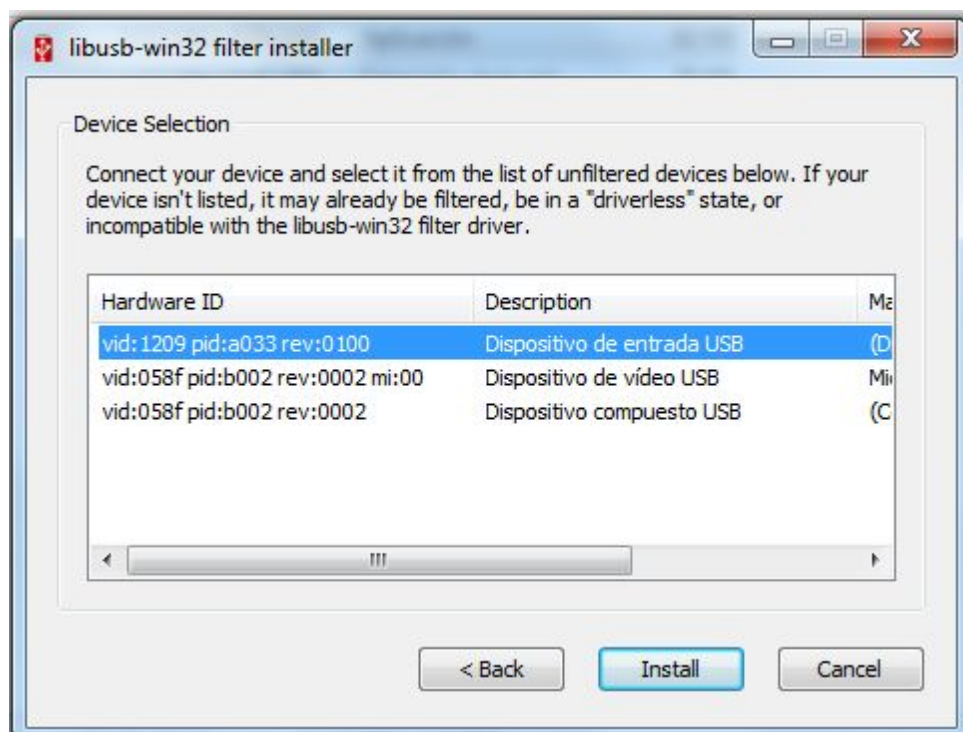 libusb-win32 filter installer
Device Selection
Connect your device and select it from the list of unfiltered devices below. If your
device isn't listed, it may already be filtered, be in a "driverless" state, or
incompatible with the libusb-win32 filter driver.
Hardware ID Description Ma
vid:1209 pid:a033 rev:0100 Dispositivo de entrada USB (D
vid:058f pid:b002 rev:0002 mi:00 Dispositivo de vídeo USB Mi
vid:058f pid:b002 rev:0002 Dispositivo compuesto USB (C
< Back Install Cancel